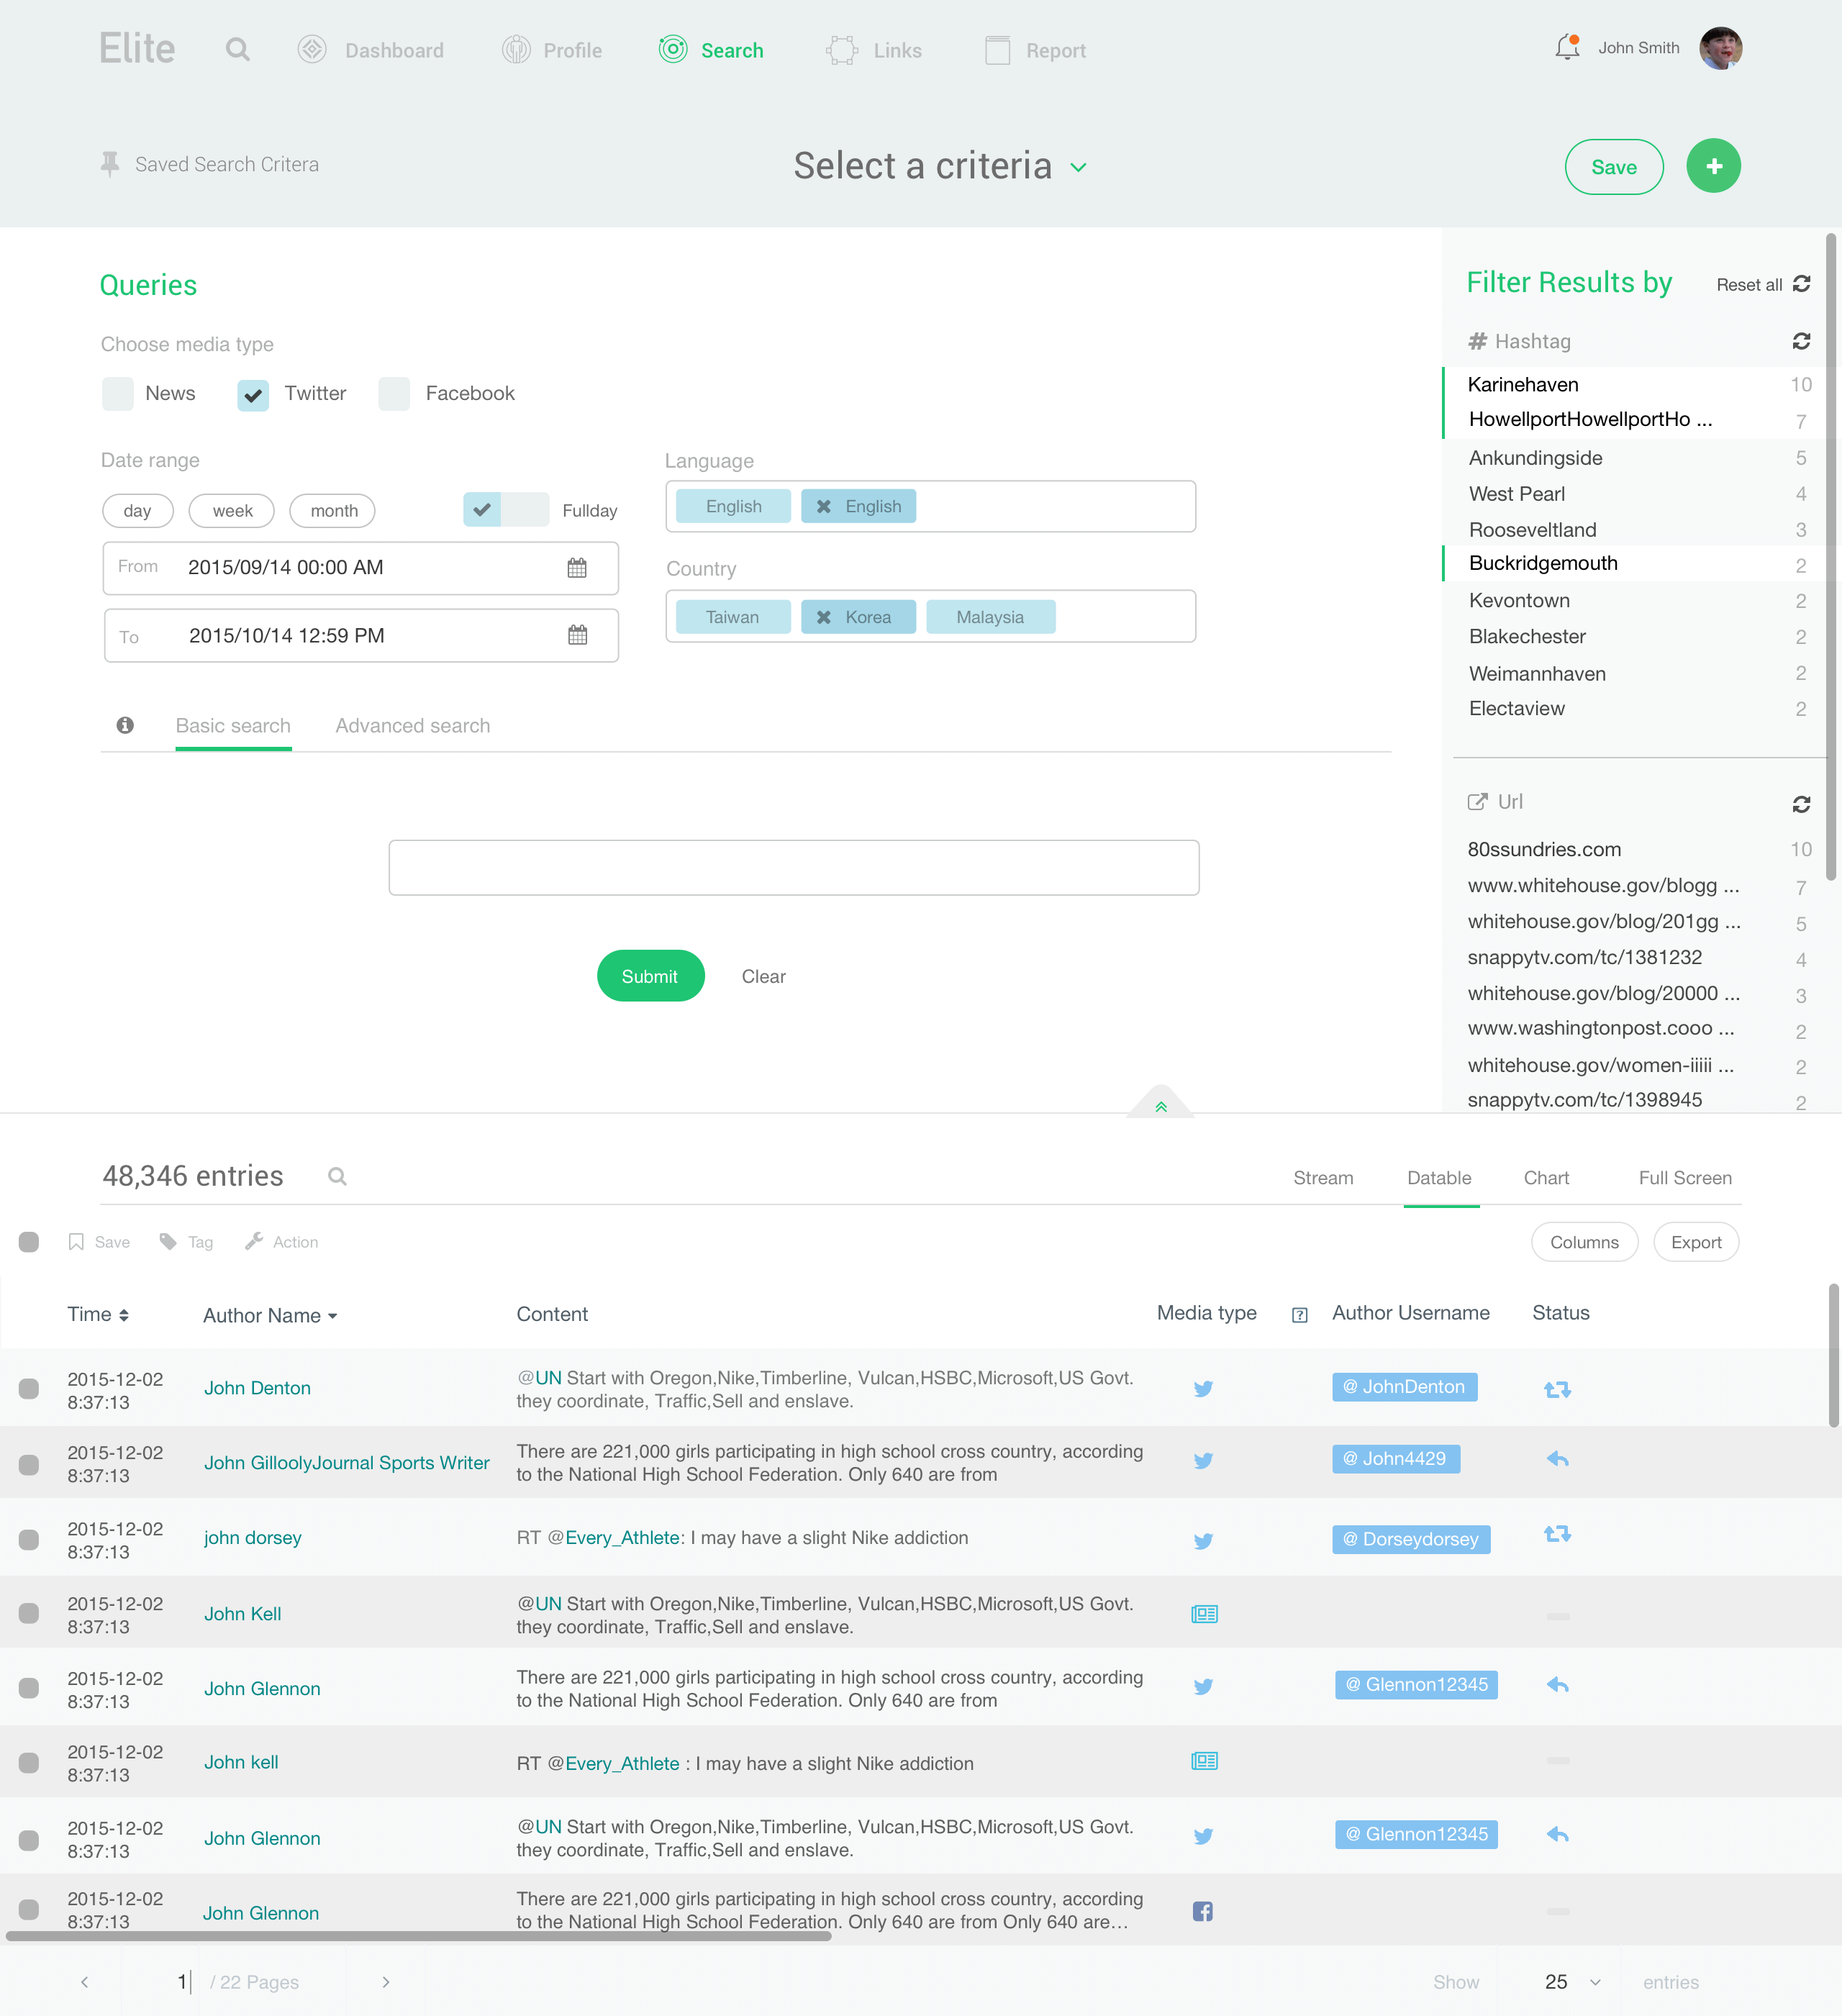 Elite
Dashboard
Profile
Search
Links
Report
John Smith
Saved Search Critera
Select a criteria
Save
Queries
Choose media type
News
Twitter
Facebook
Date range
day
week
month
Fullday
From 2015/09/14 00:00 AM
To 2015/10/14 12:59 PM
Language
English
English
Country
Taiwan
Korea
Malaysia
Basic search
Advanced search
Submit
Clear
Filter Results by
Reset all
# Hashtag
Karinehaven 10
HowellportHowellportHo ... 7
Ankundingside 5
West Pearl 4
Rooseveltland 3
Buckridgemouth 2
Kevontown 2
Blakechester 2
Weimannhaven 2
Electaview 2
Url
80ssundries.com 10
www.whitehouse.gov/blogg ... 7
whitehouse.gov/blog/201gg ... 5
snappytv.com/tc/1381232 4
whitehouse.gov/blog/20000 ... 3
www.washingtonpost.cooo ... 2
whitehouse.gov/women-iiiii ... 2
snappytv.com/tc/1398945 2
48,346 entries
Stream
Datable
Chart
Full Screen
Save
Tag
Action
Columns
Export
Time
Author Name
Content
Media type
?
Author Username
Status
2015-12-02
8:37:13
John Denton
@UN Start with Oregon,Nike,Timberline, Vulcan,HSBC,Microsoft,US Govt.
they coordinate, Traffic,Sell and enslave.
@ JohnDenton
2015-12-02
8:37:13
John GilloolyJournal Sports Writer
There are 221,000 girls participating in high school cross country, according
to the National High School Federation. Only 640 are from
@ John4429
2015-12-02
8:37:13
john dorsey
RT @Every_Athlete: I may have a slight Nike addiction
@ Dorseydorsey
2015-12-02
8:37:13
John Kell
@UN Start with Oregon,Nike,Timberline, Vulcan,HSBC,Microsoft,US Govt.
they coordinate, Traffic,Sell and enslave.
2015-12-02
8:37:13
John Glennon
There are 221,000 girls participating in high school cross country, according
to the National High School Federation. Only 640 are from
@ Glennon12345
2015-12-02
8:37:13
John kell
RT @Every_Athlete : I may have a slight Nike addiction
2015-12-02
8:37:13
John Glennon
@UN Start with Oregon,Nike,Timberline, Vulcan,HSBC,Microsoft,US Govt.
they coordinate, Traffic,Sell and enslave.
@ Glennon12345
2015-12-02
8:37:13
John Glennon
There are 221,000 girls participating in high school cross country, according
to the National High School Federation. Only 640 are from Only 640 are...
1 / 22 Pages
Show 25 entries